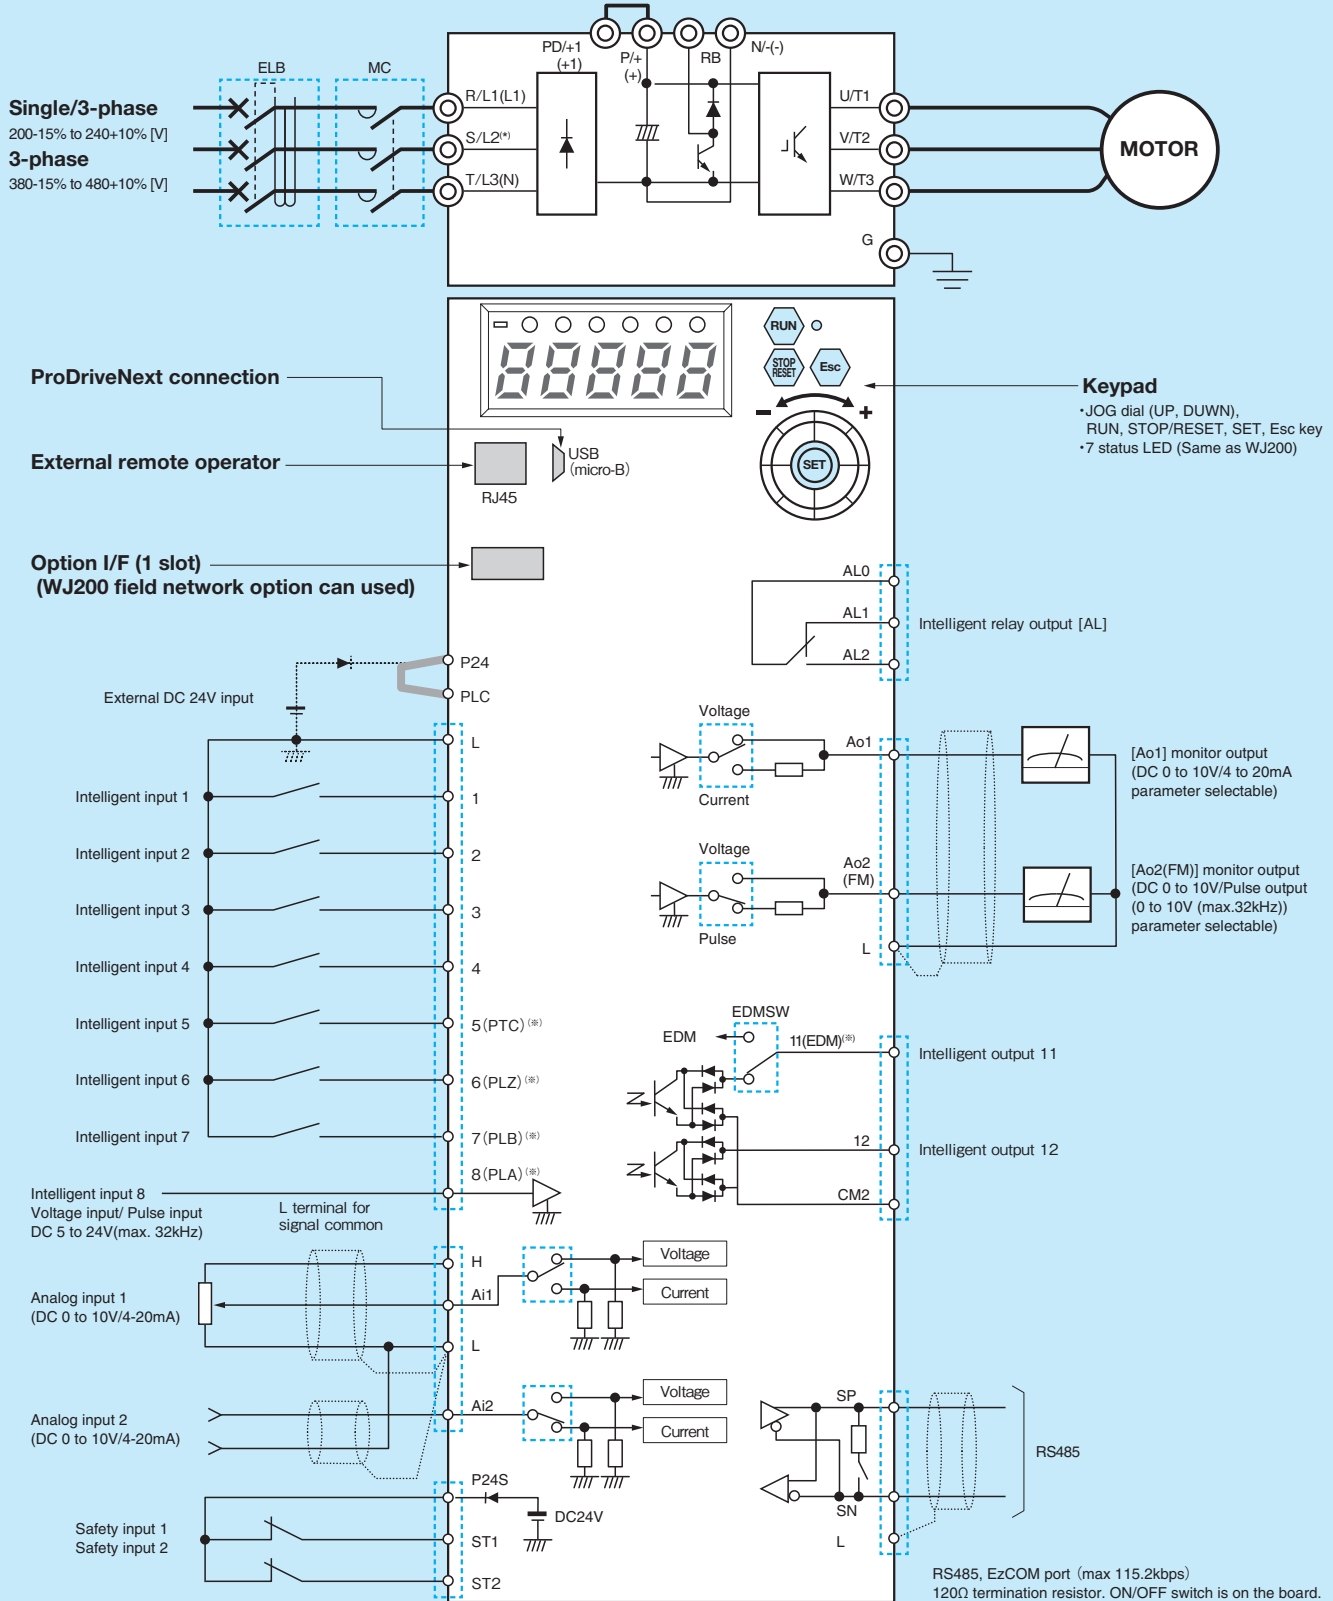 PD/+1
(+1)
P/+
(+)
RB
N/-(-)
ELB
MC
Single/3-phase
200-15% to 240+10% [V]
3-phase
380-15% to 480+10% [V]
R/L1(L1)
S/L2(*)
T/L3(N)
U/T1
V/T2
W/T3
MOTOR
G
RUN
STOP
RESET
Esc
ProDriveNext connection
Keypad
・JOG dial (UP, DUWN),
RUN, STOP/RESET, SET, Esc key
・7 status LED (Same as WJ200)
− +
88888
SET
USB
(micro-B)
External remote operator
RJ45
Option I/F (1 slot)
(WJ200 field network option can used)
AL0
AL1
AL2
Intelligent relay output [AL]
P24
PLC
External DC 24V input
L
Intelligent input 1
1
Intelligent input 2
2
Intelligent input 3
3
Intelligent input 4
4
Intelligent input 5
5(PTC)(※)
Intelligent input 6
6(PLZ)(※)
Intelligent input 7
7(PLB)(※)
8(PLA)(※)
Intelligent input 8
Voltage input/ Pulse input
DC 5 to 24V(max. 32kHz)
L terminal for
signal common
Voltage
Current
Ao1
[Ao1] monitor output
(DC 0 to 10V/4 to 20mA
parameter selectable)
Voltage
Pulse
Ao2
(FM)
L
[Ao2(FM)] monitor output
(DC 0 to 10V/Pulse output
(0 to 10V (max.32kHz))
parameter selectable)
EDMSW
EDM
11(EDM)(※)
Intelligent output 11
12
Intelligent output 12
CM2
H
Ai1
L
Analog input 1
(DC 0 to 10V/4-20mA)
Voltage
Current
Ai2
Analog input 2
(DC 0 to 10V/4-20mA)
Voltage
Current
P24S
DC24V
ST1
ST2
Safety input 1
Safety input 2
SP
SN
L
RS485
RS485, EzCOM port (max 115.2kbps)
120Ω termination resistor. ON/OFF switch is on the board.